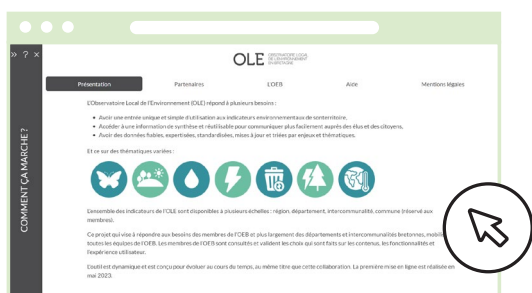 » ? ×
OLE OBSERVATOIRE LOCAL
DE L'ENVIRONNEMENT
EN BRETAGNE
Présentation Partenaires L'OEB Aide Mentions légales
COMMENT ÇA MARCHE ?
L'Observatoire Local de l'Environnement (OLE) répond à plusieurs besoins :
• Avoir une entrée unique et simple d'utilisation aux indicateurs environnementaux de son territoire,
• Accéder à une information de synthèse et réutilisable pour communiquer plus facilement auprès des élus et des citoyens,
• Avoir des données fiables, expertisées, standardisées, mises à jour et triées par enjeux et thématiques.
Et ce sur des thématiques variées :
L'ensemble des indicateurs de l'OLE sont disponibles à plusieurs échelles : région, département, intercommunalité, commune (réservé aux
membres).
Ce projet qui vise à répondre aux besoins des membres de l'OEB et plus largement des départements et intercommunalités bretonnes,
toutes les équipes de l'OEB. Les membres de l'OEB sont consultés et valident les choix qui sont faits sur les contenus, les fonctionnalités et
l'expérience utilisateur.
L'outil est dynamique et est conçu pour évoluer au cours du temps, au même titre que cette collaboration. La première mise en ligne est réalisée en
mai 2023.